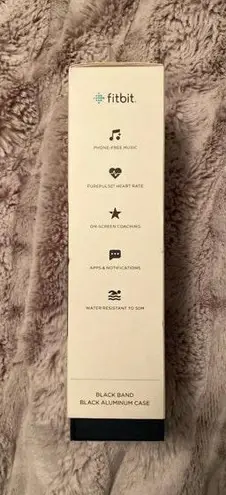 fitbit.
PHONE-FREE MUSIC
PUREPULSE® HEART RATE
ON-SCREEN COACHING
APPS & NOTIFICATIONS
WATER RESISTANT TO 50M
BLACK BAND
BLACK ALUMINUM CASE